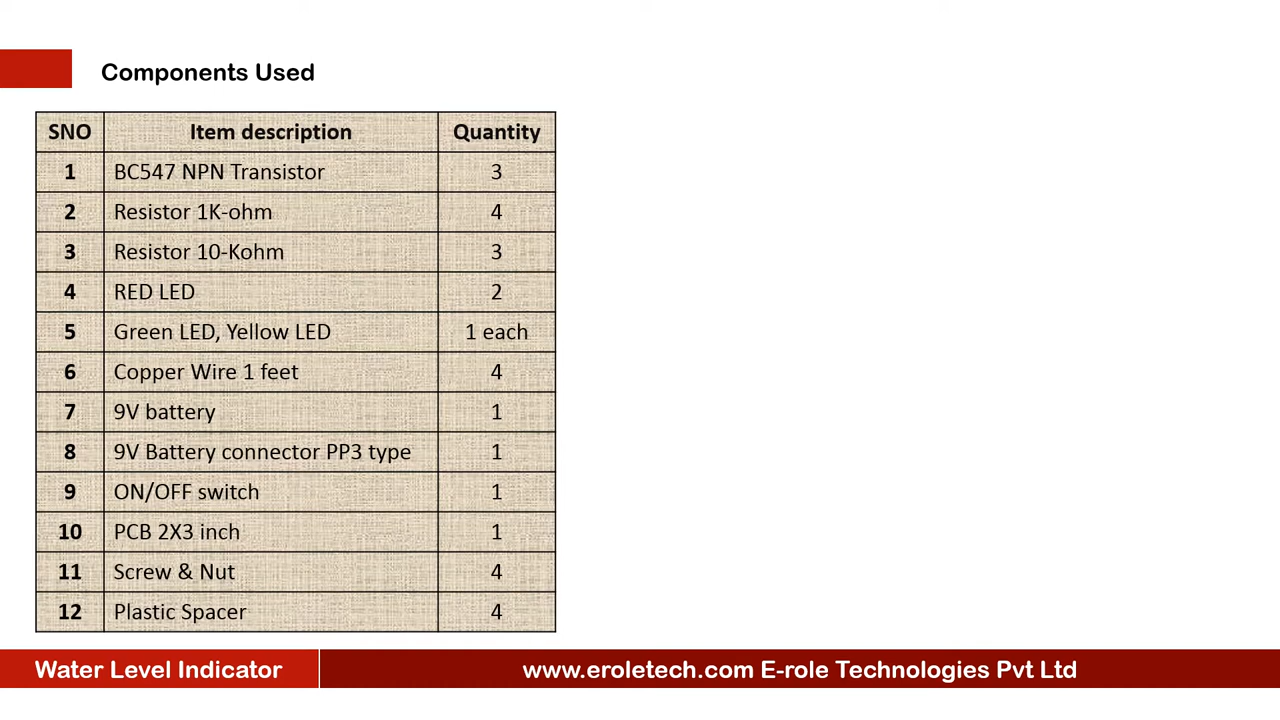 Components Used
SNO Item description Quantity
1 BC547 NPN Transistor 3
2 Resistor 1K-ohm 4
3 Resistor 10-Kohm 3
4 RED LED 2
5 Green LED, Yellow LED 1 each
6 Copper Wire 1 feet 4
7 9V battery 1
8 9V Battery connector PP3 type 1
9 ON/OFF switch 1
10 PCB 2X3 inch 1
11 Screw & Nut 4
12 Plastic Spacer 4
Water Level Indicator www.eroletech.com E-role Technologies Pvt Ltd